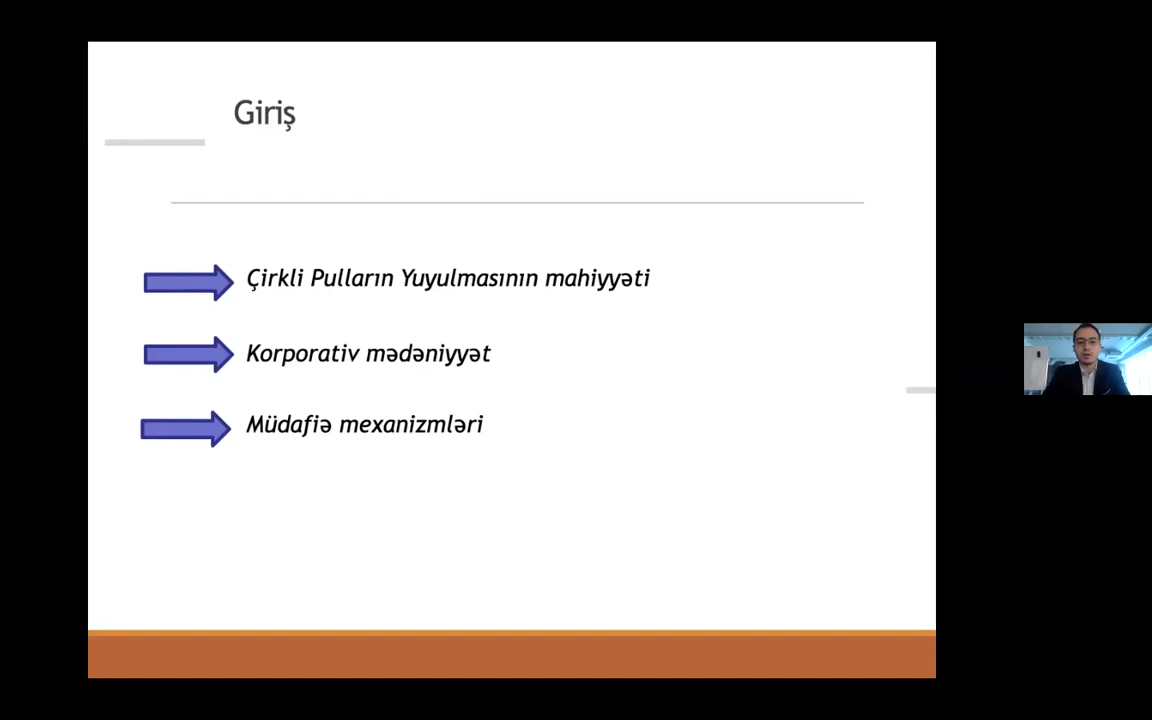 Giriş
Çirkli Pulların Yuyulmasının mahiyyəti
Korporativ mədəniyyət
Müdafiə mexanizmləri